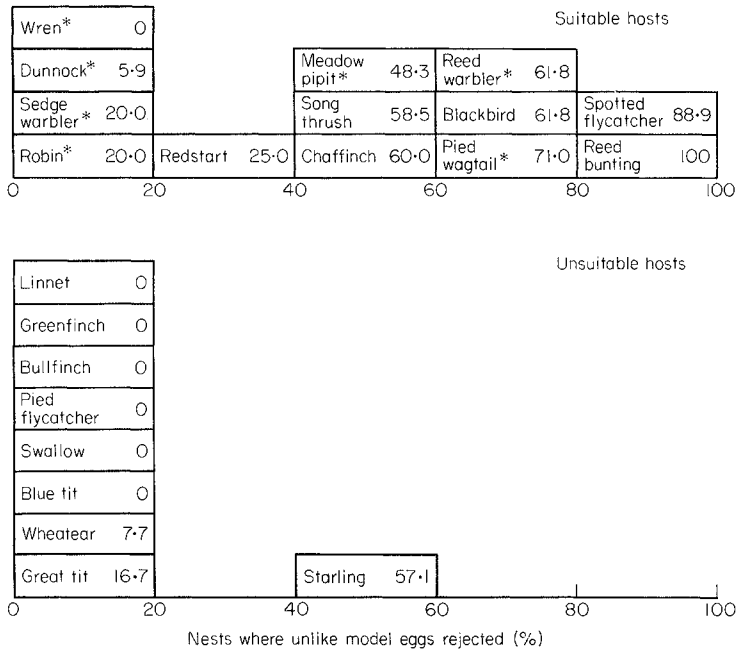 Suitable hosts
Wren* 0
Dunnock* 5·9
Meadow pipit* 48·3
Reed warbler* 61·8
Sedge warbler* 20·0
Song thrush 58·5
Blackbird 61·8
Spotted flycatcher 88·9
Robin* 20·0
Redstart 25·0
Chaffinch 60·0
Pied wagtail* 71·0
Reed bunting 100
0 20 40 60 80 100
Unsuitable hosts
Linnet 0
Greenfinch 0
Bullfinch 0
Pied flycatcher 0
Swallow 0
Blue tit 0
Wheatear 7·7
Great tit 16·7
Starling 57·1
0 20 40 60 80 100
Nests where unlike model eggs rejected (%)